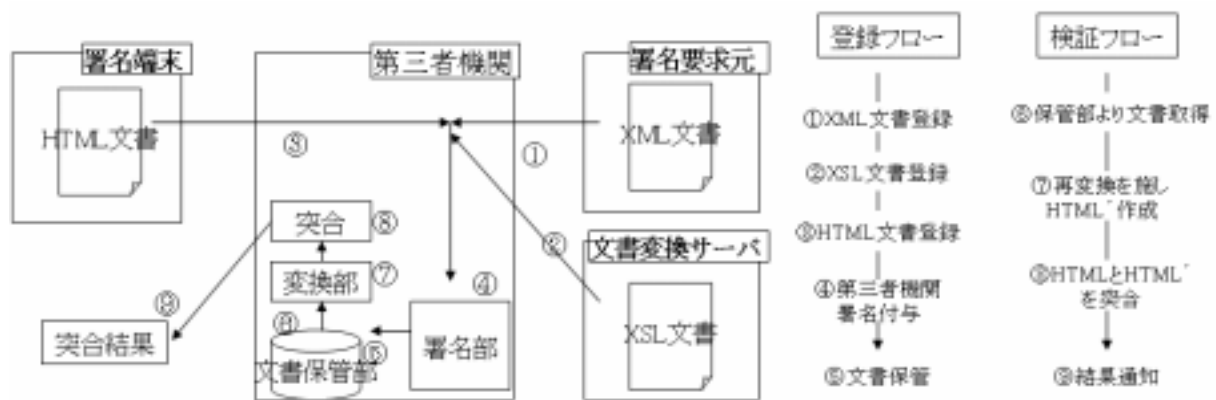 署名端末
HTML文書
第三者機関
署名要求元
XML文書
①
②
③
文書変換サーバ
XSL文書
突合
⑧
変換部
⑦
④
署名部
文書保管部
⑨
突合結果
登録フロー
①XML文書登録
②XSL文書登録
③HTML文書登録
④第三者機関
署名付与
⑤文書保管
検証フロー
⑥保管部より文書取得
⑦再変換を施し
HTML´作成
HTMLとHTML´
を突合
⑨結果通知